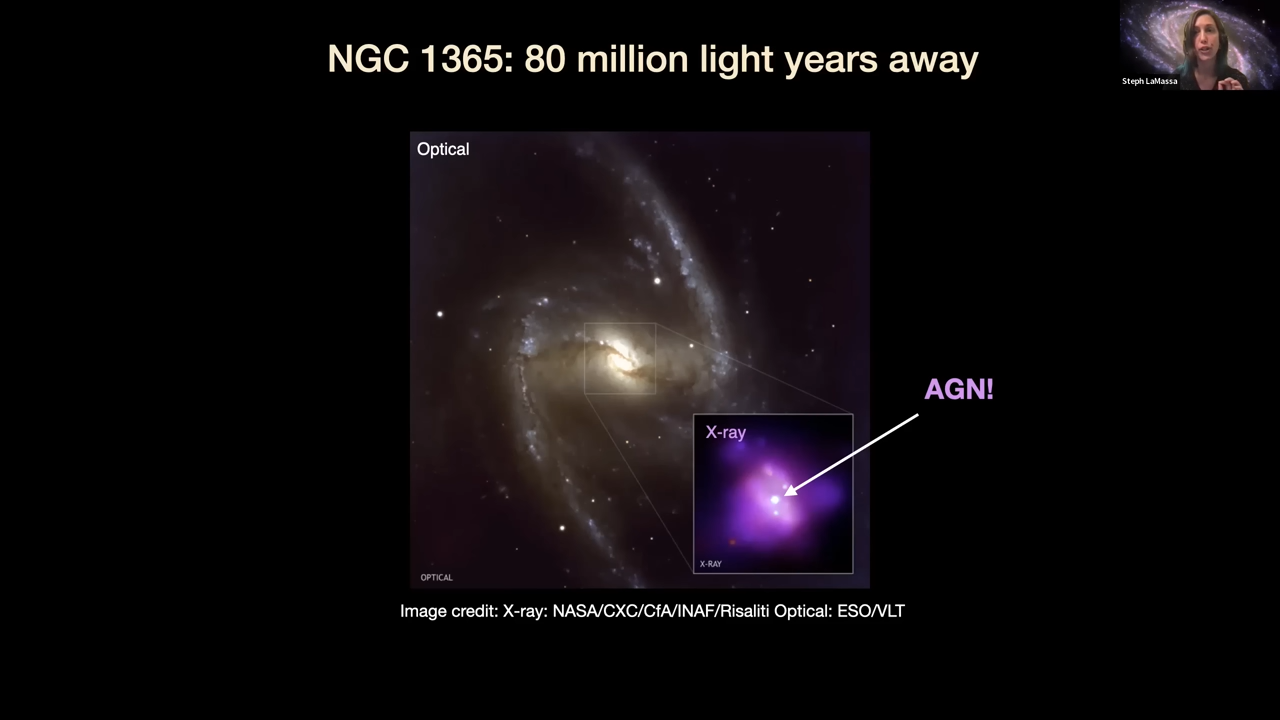 NGC 1365: 80 million light years away
Steph LaMassa
Optical
AGN!
X-ray
X-RAY
OPTICAL
Image credit: X-ray: NASA/CXC/CfA/INAF/Risaliti Optical: ESO/VLT